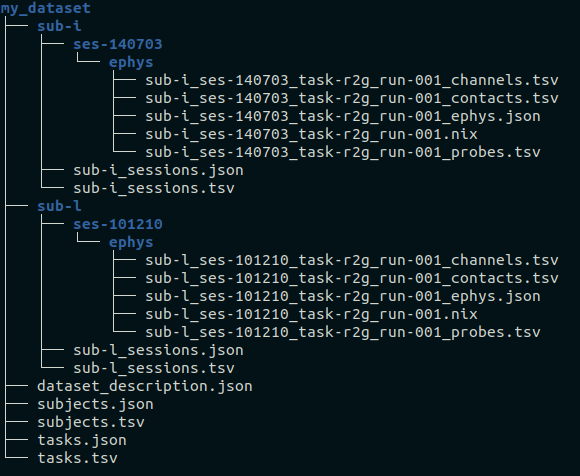 my_dataset
sub-i
ses-140703
ephys
sub-i_ses-140703_task-r2g_run-001_channels.tsv
sub-i_ses-140703_task-r2g_run-001_contacts.tsv
sub-i_ses-140703_task-r2g_run-001_ephys.json
sub-i_ses-140703_task-r2g_run-001.nix
sub-i_ses-140703_task-r2g_run-001_probes.tsv
sub-i_sessions.json
sub-i_sessions.tsv
sub-l
ses-101210
ephys
sub-l_ses-101210_task-r2g_run-001_channels.tsv
sub-l_ses-101210_task-r2g_run-001_contacts.tsv
sub-l_ses-101210_task-r2g_run-001_ephys.json
sub-l_ses-101210_task-r2g_run-001.nix
sub-l_ses-101210_task-r2g_run-001_probes.tsv
sub-l_sessions.json
sub-l_sessions.tsv
dataset_description.json
subjects.json
subjects.tsv
tasks.json
tasks.tsv